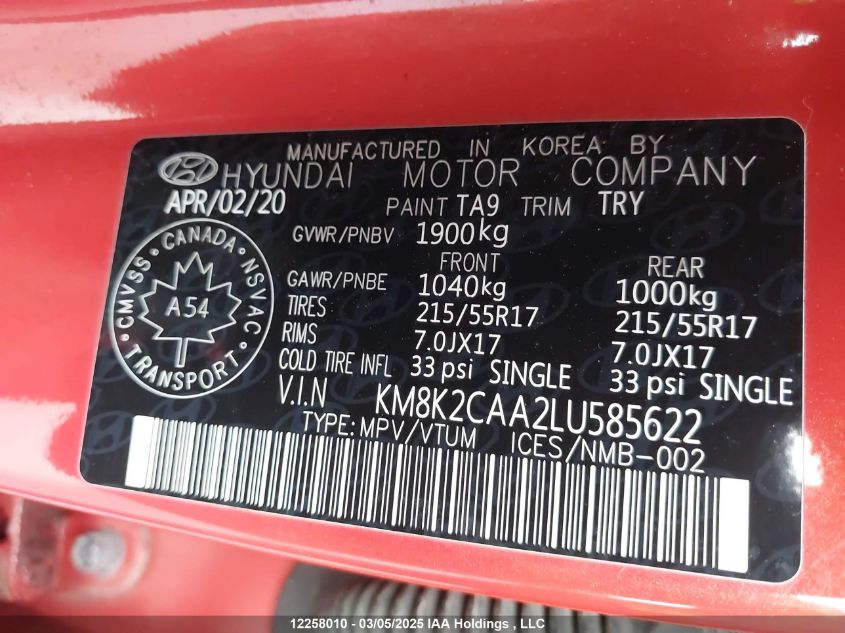 MANUFACTURED IN KOREA BY
HYUNDAI MOTOR COMPANY
APR/02/20 PAINT TA9 TRIM TRY
GVWR/PNBV 1900kg
FRONT REAR
GAWR/PNBE 1040kg 1000kg
TIRES 215/55R17 215/55R17
RIMS 7.0JX17 7.0JX17
COLD TIRE INFL 33 psi SINGLE 33 psi SINGLE
V.I.N KM8K2CAA2LU585622
TYPE: MPV/VTUM ICES/NMB-002
CANADA
CMVSS NSVAC
A54
TRANSPORT
12258010 - 03/05/2025 IAA Holdings , LLC